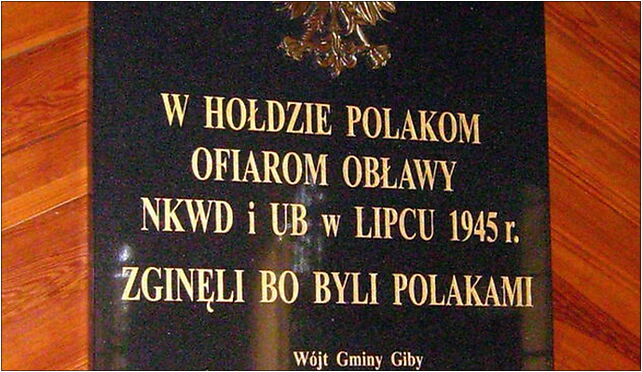 W HOŁDZIE POLAKOM
OFIAROM OBŁAWY
NKWD i UB w LIPCU 1945 r.
ZGINĘLI BO BYLI POLAKAMI
Wójt Gminy Giby